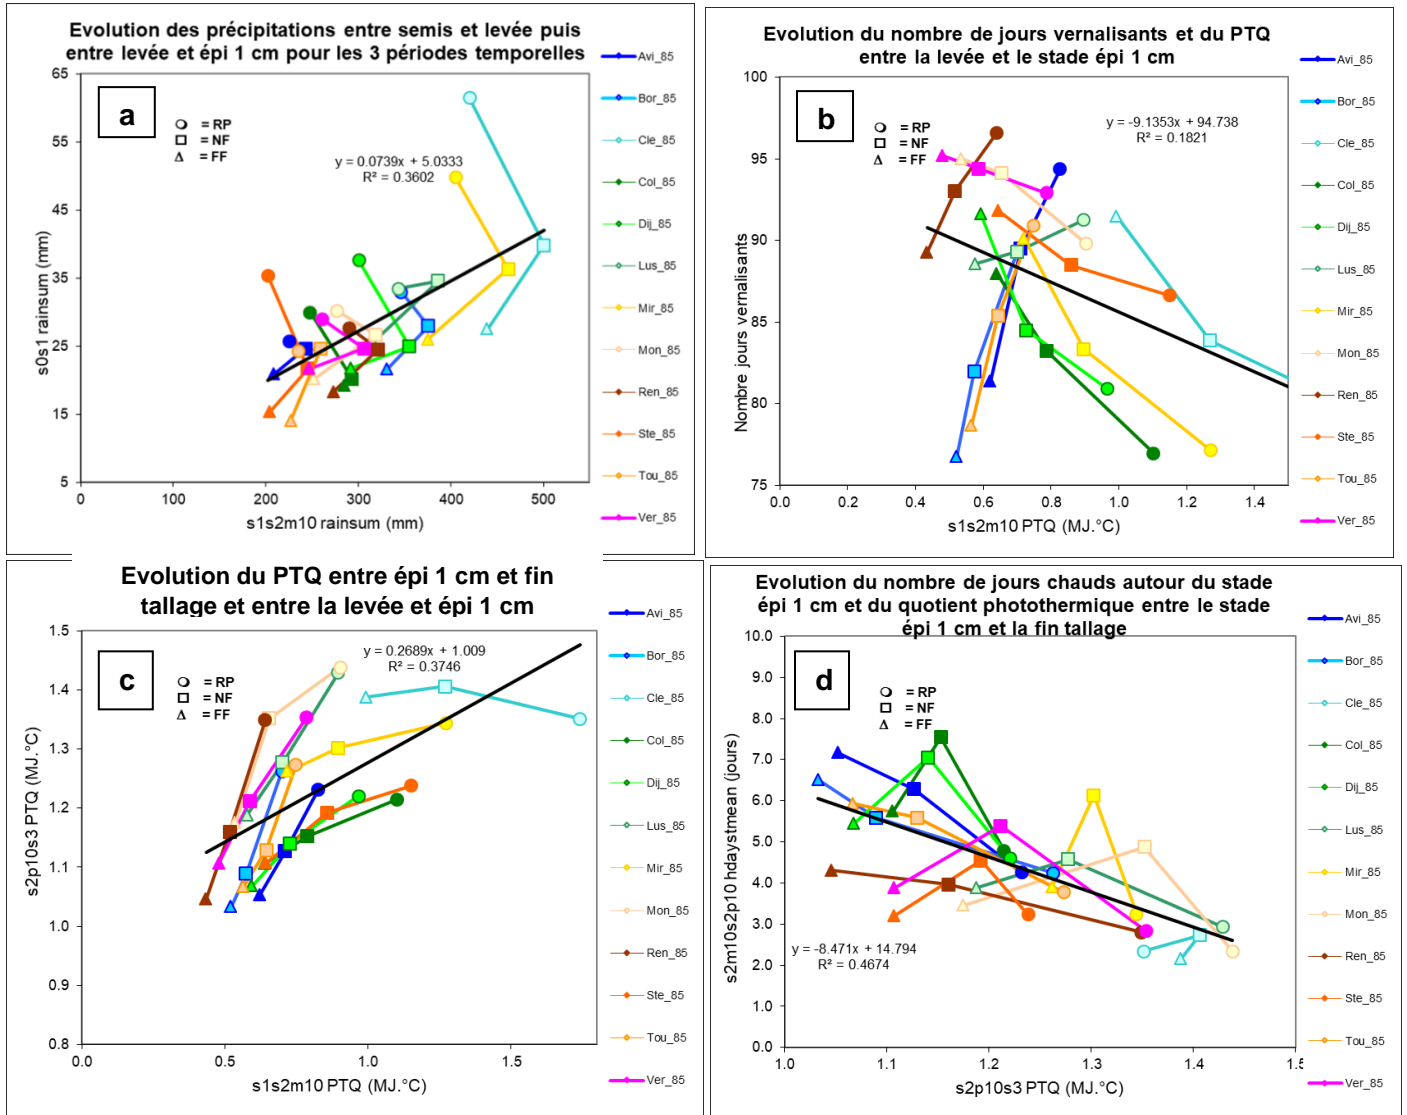 Evolution des précipitations entre semis et levée puis
entre levée et épi 1 cm pour les 3 périodes temporelles
65
55
45
35
25
15
5
s0s1 rainsum (mm)
a
= RP
= NF
= FF
y = 0.0739x + 5.0333
R² = 0.3602
0
100
200
300
400
500
s1s2m10 rainsum (mm)
Avi_85
Bor_85
Cle_85
Col_85
Dij_85
Lus_85
Mir_85
Mon_85
Ren_85
Ste_85
Tou_85
Ver_85
Evolution du nombre de jours vernalisants et du PTQ
entre la levée et le stade épi 1 cm
100
95
90
85
80
75
Nombre jours vernalisants
b
= RP
= NF
= FF
y = -9.1353x + 94.738
R² = 0.1821
0.0
0.2
0.4
0.6
0.8
1.0
1.2
1.4
s1s2m10 PTQ (MJ.°C)
Avi_85
Bor_85
Cle_85
Col_85
Dij_85
Lus_85
Mir_85
Mon_85
Ren_85
Ste_85
Tou_85
Ver_85
Evolution du PTQ entre épi 1 cm et fin
tallage et entre la levée et épi 1 cm
1.5
1.4
1.3
1.2
1.1
1.0
0.9
0.8
s2p10s3 PTQ (MJ.°C)
c
= RP
= NF
= FF
y = 0.2689x + 1.009
R² = 0.3746
0.0
0.5
1.0
1.5
s1s2m10 PTQ (MJ.°C)
Avi_85
Bor_85
Cle_85
Col_85
Dij_85
Lus_85
Mir_85
Mon_85
Ren_85
Ste_85
Tou_85
Ver_85
Evolution du nombre de jours chauds autour du stade
épi 1 cm et du quotient photothermique entre le stade
épi 1 cm et la fin tallage
10.0
9.0
8.0
7.0
6.0
5.0
4.0
3.0
2.0
1.0
0.0
s2m10s2p10 hdaystmean (jours)
d
= RP
= NF
= FF
y = -8.471x + 14.794
R² = 0.4674
1.0
1.1
1.2
1.3
1.4
1.5
s2p10s3 PTQ (MJ.°C)
Avi_85
Bor_85
Cle_85
Col_85
Dij_85
Lus_85
Mir_85
Mon_85
Ren_85
Ste_85
Tou_85
Ver_85